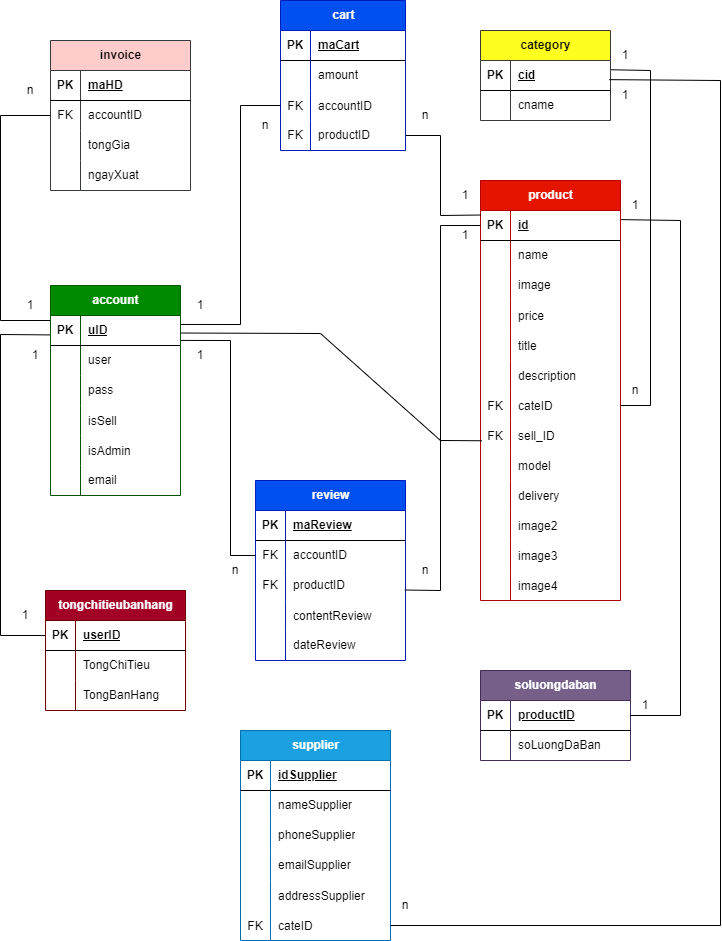 cart
PK maCart
amount
FK accountID
FK productID
category
PK cid
cname
invoice
PK maHD
FK accountID
tongGia
ngayXuat
product
PK id
name
image
price
title
description
FK cateID
FK sell_ID
model
delivery
image2
image3
image4
account
PK uID
user
pass
isSell
isAdmin
email
review
PK maReview
FK accountID
FK productID
contentReview
dateReview
tongchitieubanhang
PK userID
TongChiTieu
TongBanHang
soluongdaban
PK productID
soLuongDaBan
supplier
PK idSupplier
nameSupplier
phoneSupplier
emailSupplier
addressSupplier
FK cateID
n
n
n
1
1
1
1
1
1
1
1
1
n
n
n
1
1
n